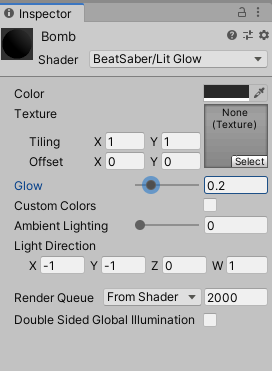 Inspector
Bomb
Shader BeatSaber/Lit Glow
Color
Texture None
(Texture)
Tiling X 1 Y 1
Offset X 0 Y 0
Select
Glow 0.2
Custom Colors
Ambient Lighting 0
Light Direction
X -1 Y -1 Z 0 W 1
Render Queue From Shader 2000
Double Sided Global Illumination